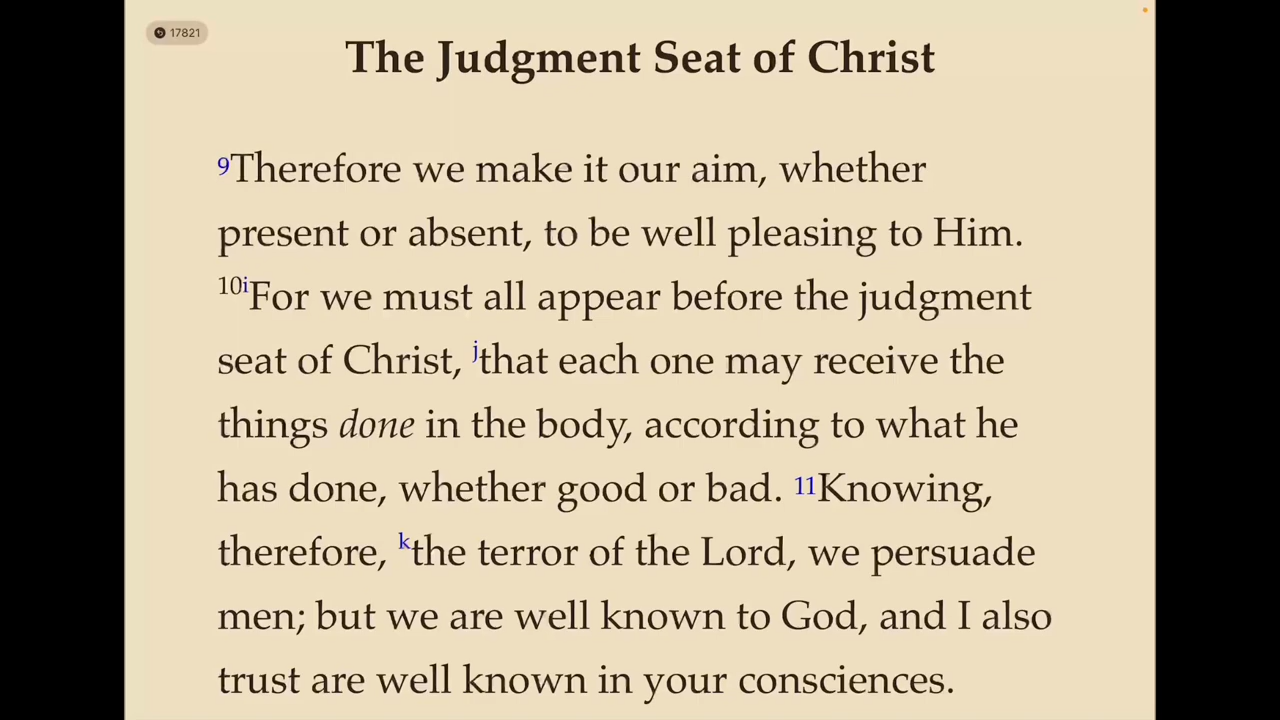 17821
The Judgment Seat of Christ
9Therefore we make it our aim, whether
present or absent, to be well pleasing to Him.
10iFor we must all appear before the judgment
seat of Christ, jthat each one may receive the
things done in the body, according to what he
has done, whether good or bad. 11Knowing,
therefore, kthe terror of the Lord, we persuade
men; but we are well known to God, and I also
trust are well known in your consciences.